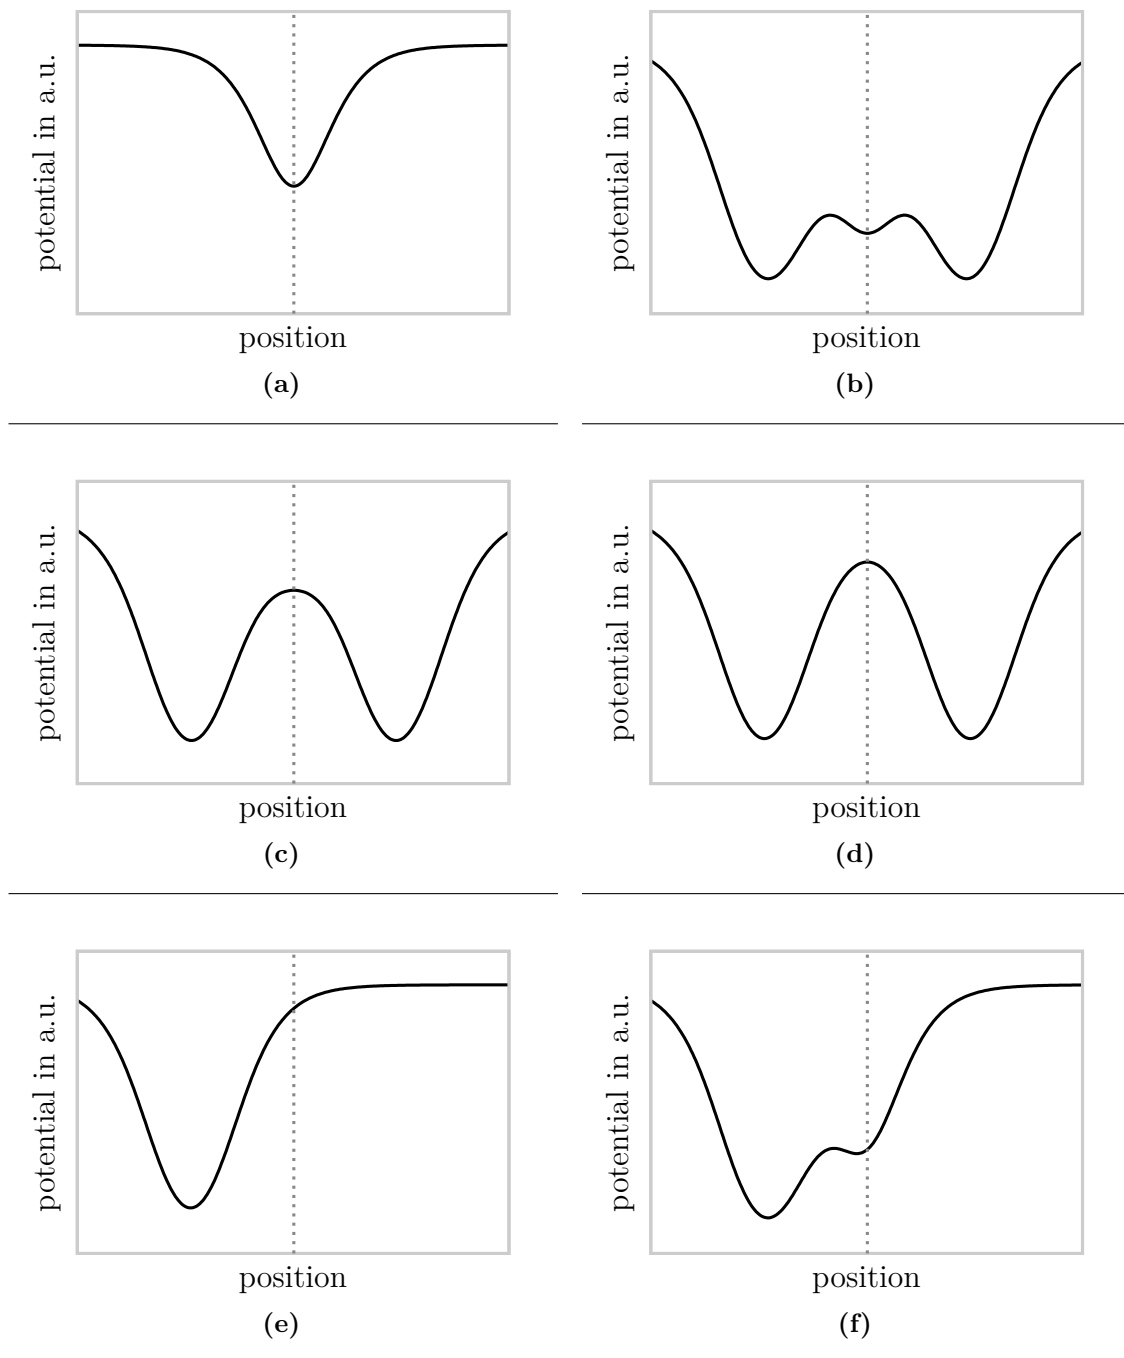 potential in a.u.
position
(a)
potential in a.u.
position
(b)
potential in a.u.
position
(c)
potential in a.u.
position
(d)
potential in a.u.
position
(e)
potential in a.u.
position
(f)